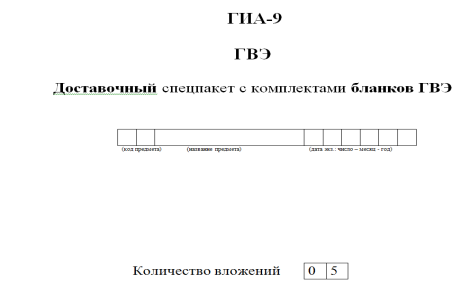 ГИА-9
ГВЭ
Доставочный спецпакет с комплектами бланков ГВЭ
(код предмета) (название предмета) (дата экз.: число – месяц - год)
Количество вложений 0 5